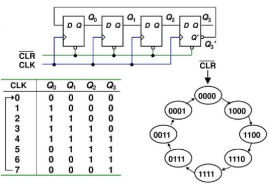 Q0 Q1 Q2 Q3
D Q D Q D Q D Q
Q'
Q3'
CLR
CLK
CLK Q0 Q1 Q2 Q3
0 0 0 0 0
1 1 0 0 0
2 1 1 0 0
3 1 1 1 0
4 1 1 1 1
5 0 1 1 1
6 0 0 1 1
7 0 0 0 1
CLR
0000
0001 1000
0011 1100
0111 1110
1111